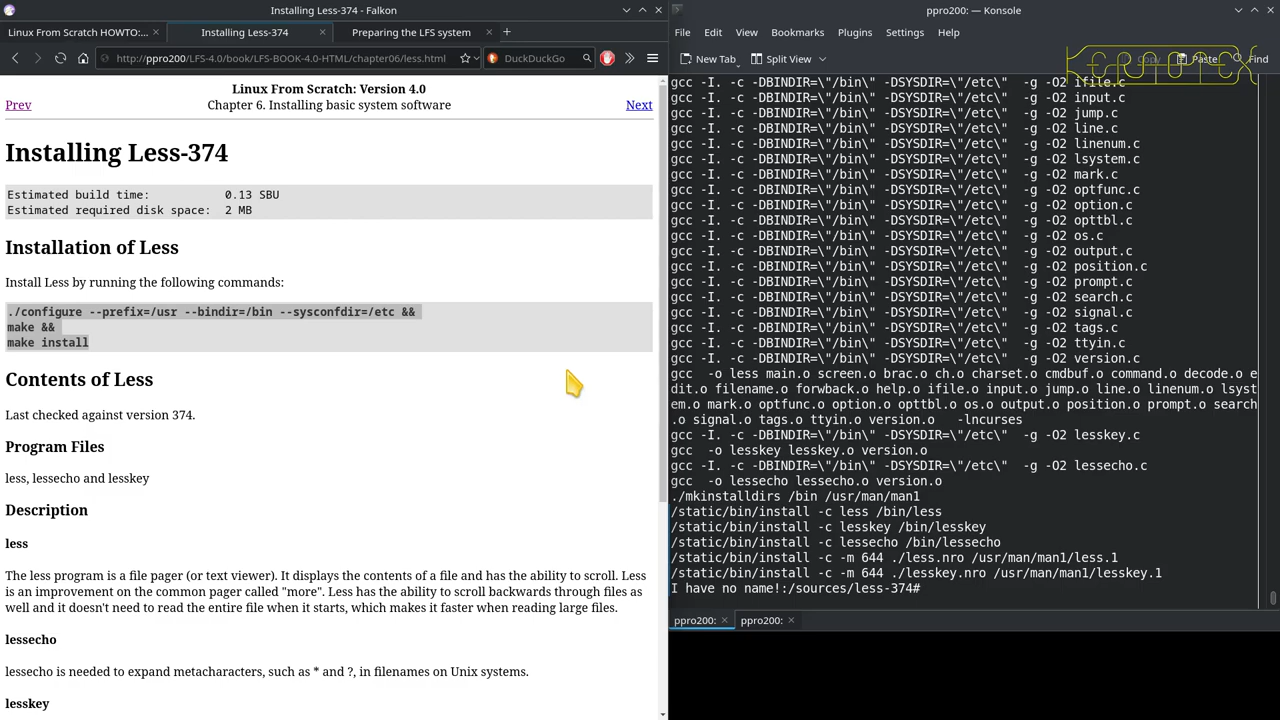 Installing Less-374 - Falkon
Linux From Scratch HOWTO:...
Installing Less-374
Preparing the LFS system
http://ppro200/LFS-4.0/book/LFS-BOOK-4.0-HTML/chapter06/less.html
DuckDuckGo
Linux From Scratch: Version 4.0
Prev
Chapter 6. Installing basic system software
Next
Installing Less-374
Estimated build time: 0.13 SBU
Estimated required disk space: 2 MB
Installation of Less
Install Less by running the following commands:
./configure --prefix=/usr --bindir=/bin --sysconfdir=/etc &&
make &&
make install
Contents of Less
Last checked against version 374.
Program Files
less, lessecho and lesskey
Description
less
The less program is a file pager (or text viewer). It displays the contents of a file and has the ability to scroll. Less
is an improvement on the common pager called "more". Less has the ability to scroll backwards through files as
well and it doesn't need to read the entire file when it starts, which makes it faster when reading large files.
lessecho
lessecho is needed to expand metacharacters, such as * and ?, in filenames on Unix systems.
lesskey
ppro200: — Konsole
File Edit View Bookmarks Plugins Settings Help
New Tab Split View Copy Paste Find
gcc -I. -c -DBINDIR=\"/bin\" -DSYSDIR=\"/etc\"  -g -O2 ifile.c
gcc -I. -c -DBINDIR=\"/bin\" -DSYSDIR=\"/etc\"  -g -O2 input.c
gcc -I. -c -DBINDIR=\"/bin\" -DSYSDIR=\"/etc\"  -g -O2 jump.c
gcc -I. -c -DBINDIR=\"/bin\" -DSYSDIR=\"/etc\"  -g -O2 line.c
gcc -I. -c -DBINDIR=\"/bin\" -DSYSDIR=\"/etc\"  -g -O2 linenum.c
gcc -I. -c -DBINDIR=\"/bin\" -DSYSDIR=\"/etc\"  -g -O2 lsystem.c
gcc -I. -c -DBINDIR=\"/bin\" -DSYSDIR=\"/etc\"  -g -O2 mark.c
gcc -I. -c -DBINDIR=\"/bin\" -DSYSDIR=\"/etc\"  -g -O2 optfunc.c
gcc -I. -c -DBINDIR=\"/bin\" -DSYSDIR=\"/etc\"  -g -O2 option.c
gcc -I. -c -DBINDIR=\"/bin\" -DSYSDIR=\"/etc\"  -g -O2 opttbl.c
gcc -I. -c -DBINDIR=\"/bin\" -DSYSDIR=\"/etc\"  -g -O2 os.c
gcc -I. -c -DBINDIR=\"/bin\" -DSYSDIR=\"/etc\"  -g -O2 output.c
gcc -I. -c -DBINDIR=\"/bin\" -DSYSDIR=\"/etc\"  -g -O2 position.c
gcc -I. -c -DBINDIR=\"/bin\" -DSYSDIR=\"/etc\"  -g -O2 prompt.c
gcc -I. -c -DBINDIR=\"/bin\" -DSYSDIR=\"/etc\"  -g -O2 search.c
gcc -I. -c -DBINDIR=\"/bin\" -DSYSDIR=\"/etc\"  -g -O2 signal.c
gcc -I. -c -DBINDIR=\"/bin\" -DSYSDIR=\"/etc\"  -g -O2 tags.c
gcc -I. -c -DBINDIR=\"/bin\" -DSYSDIR=\"/etc\"  -g -O2 ttyin.c
gcc -I. -c -DBINDIR=\"/bin\" -DSYSDIR=\"/etc\"  -g -O2 version.c
gcc  -o less main.o screen.o brac.o ch.o charset.o cmdbuf.o command.o decode.o e
dit.o filename.o forwback.o help.o ifile.o input.o jump.o line.o linenum.o lsyst
em.o mark.o optfunc.o option.o opttbl.o os.o output.o position.o prompt.o search
.o signal.o tags.o ttyin.o version.o   -lncurses
gcc -I. -c -DBINDIR=\"/bin\" -DSYSDIR=\"/etc\"  -g -O2 lesskey.c
gcc  -o lesskey lesskey.o version.o
gcc -I. -c -DBINDIR=\"/bin\" -DSYSDIR=\"/etc\"  -g -O2 lessecho.c
gcc  -o lessecho lessecho.o version.o
./mkinstalldirs /bin /usr/man/man1
/static/bin/install -c less /bin/less
/static/bin/install -c lesskey /bin/lesskey
/static/bin/install -c lessecho /bin/lessecho
/static/bin/install -c -m 644 ./less.nro /usr/man/man1/less.1
/static/bin/install -c -m 644 ./lesskey.nro /usr/man/man1/lesskey.1
I have no name!:/sources/less-374#
ppro200: ppro200: